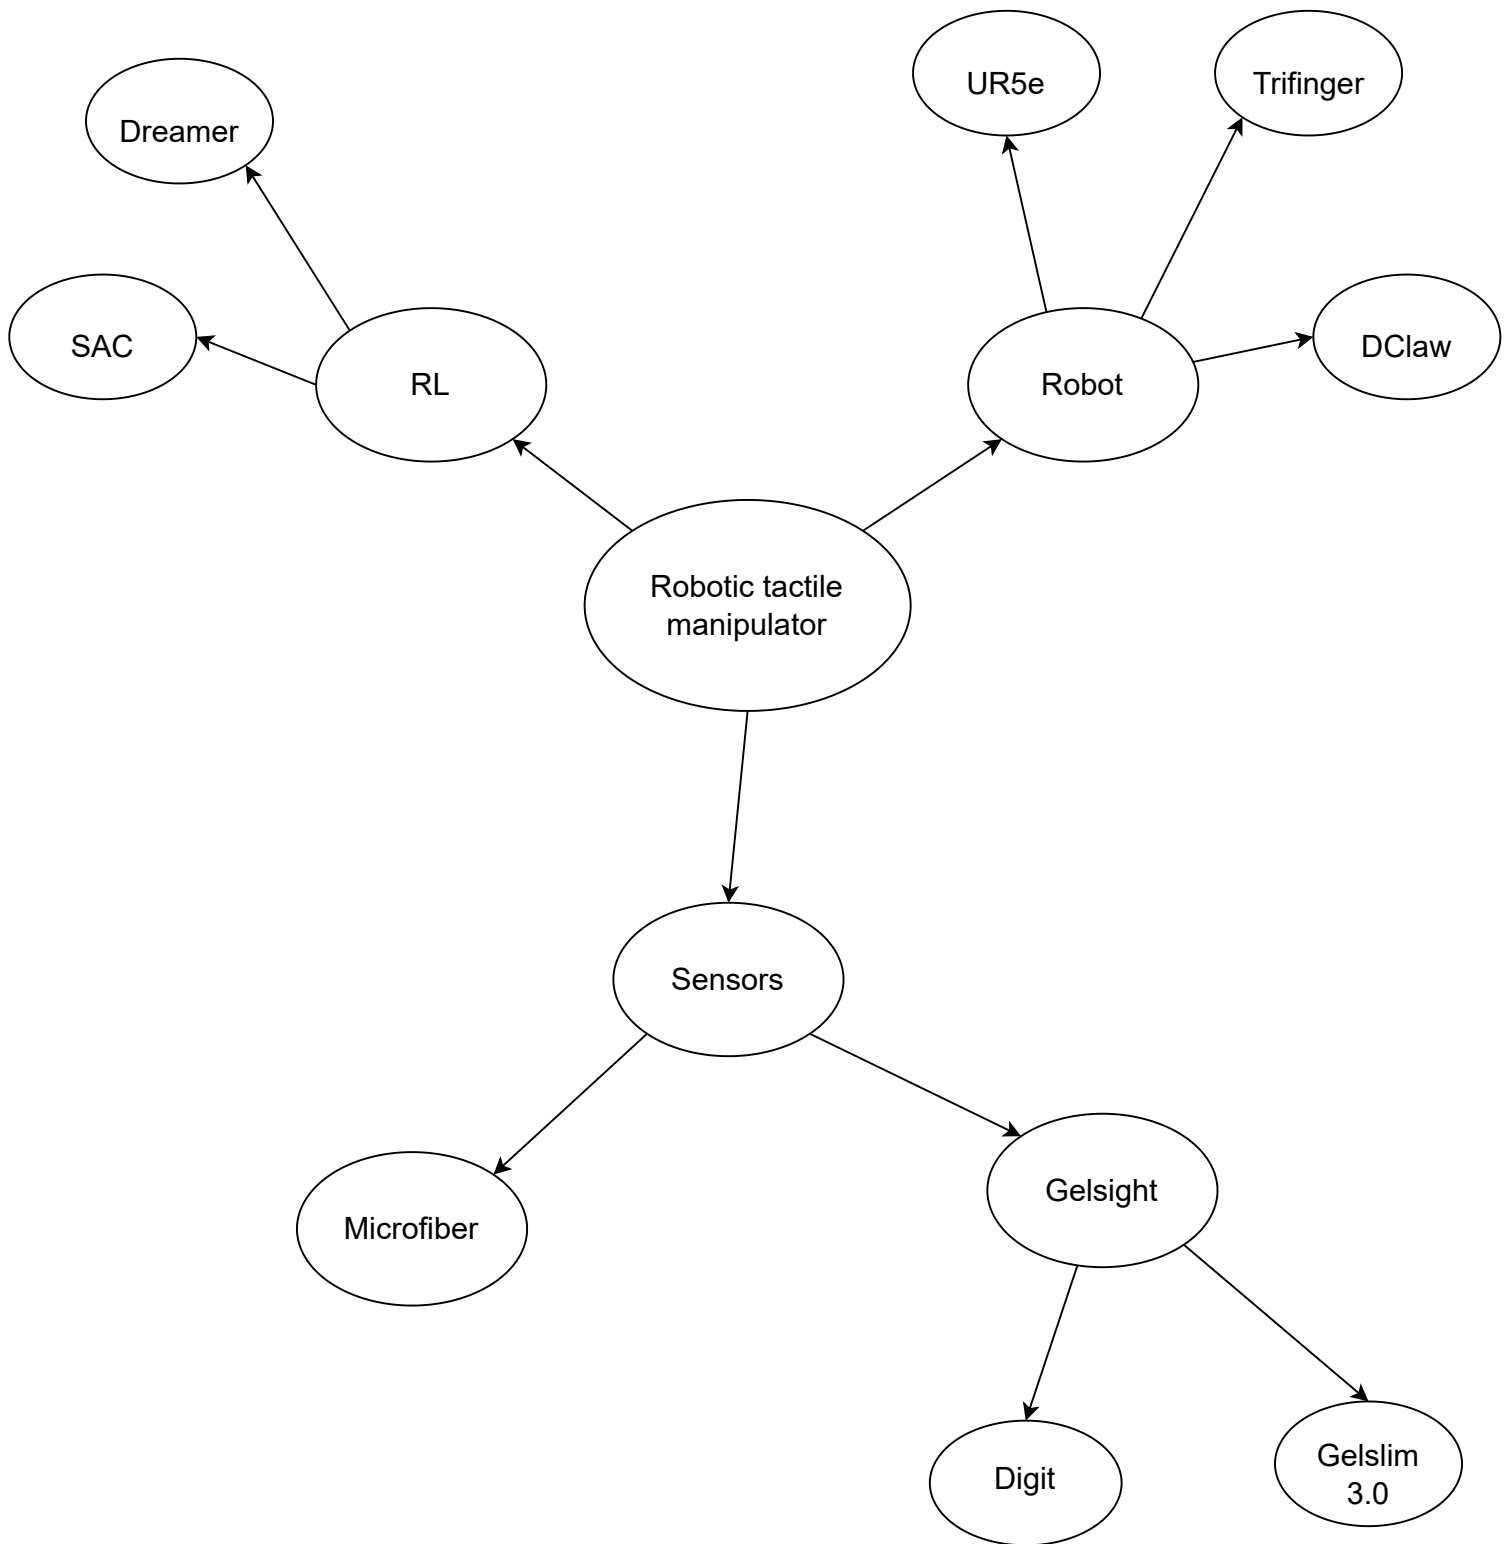 UR5e
Trifinger
Dreamer
SAC
DClaw
RL
Robot
Robotic tactile
manipulator
Sensors
Gelsight
Microfiber
Gelslim
3.0
Digit